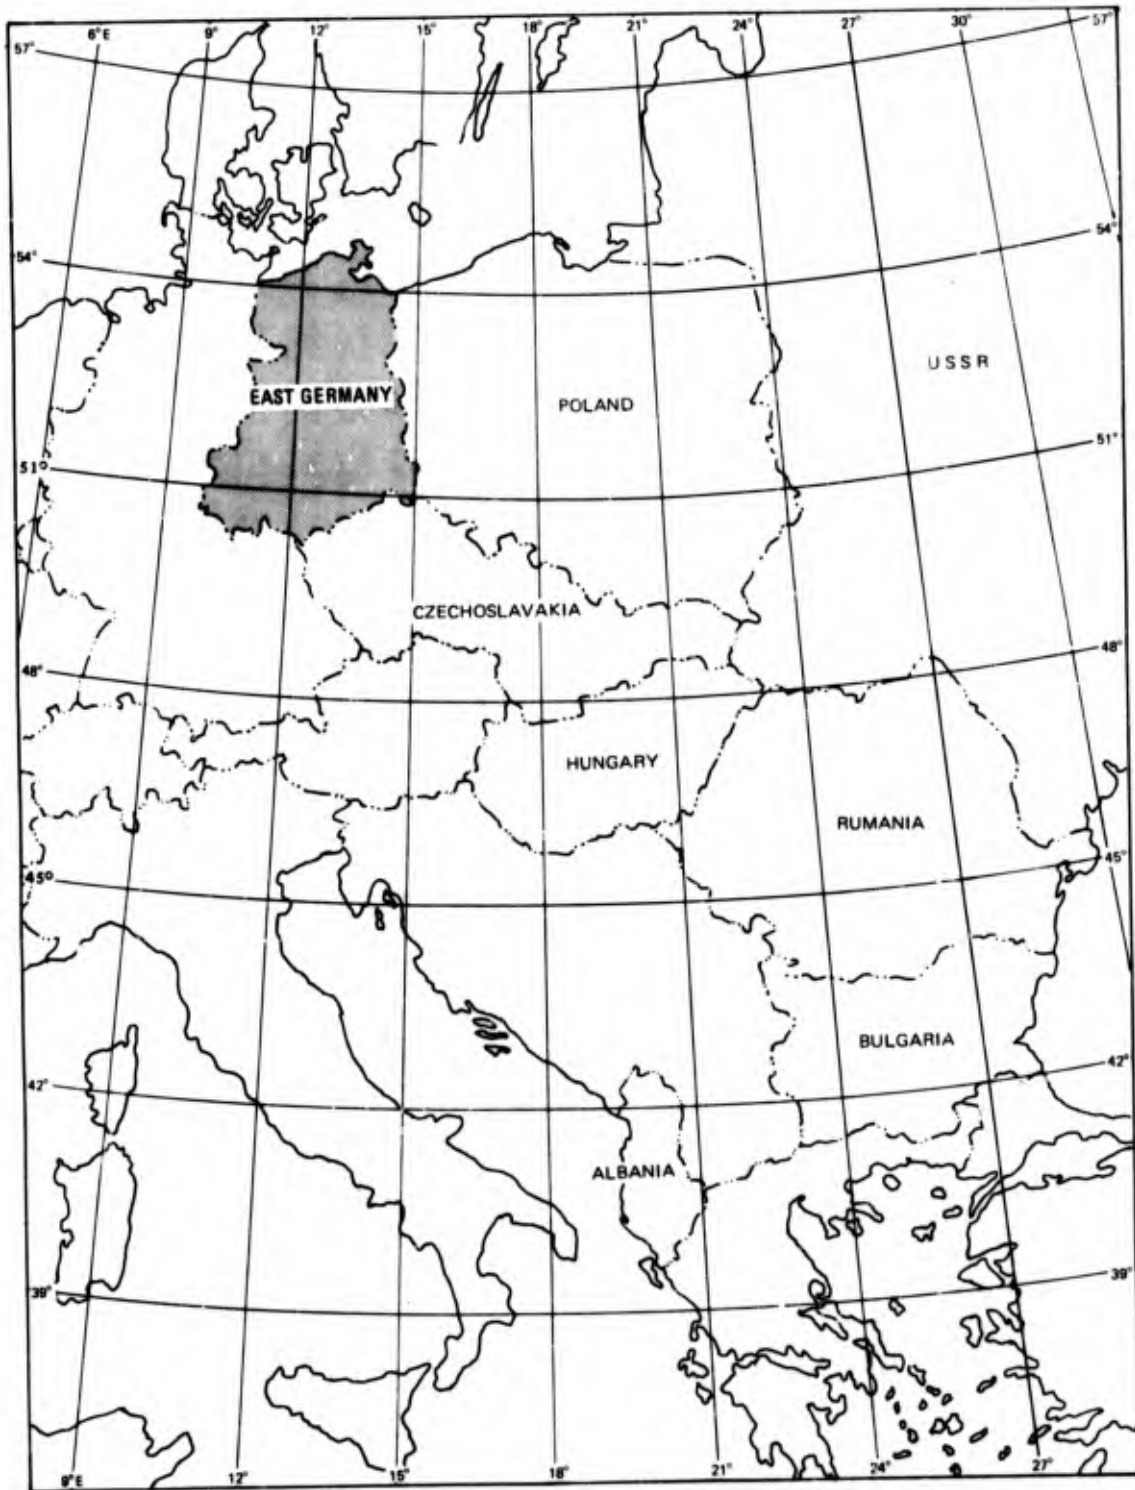 6°E 9° 12° 15° 18° 21° 24° 27° 30°
57° 57°
54° 54°
USSR
EAST GERMANY
POLAND
51° 51°
CZECHOSLAVAKIA
48° 48°
HUNGARY
RUMANIA
45° 45°
BULGARIA
42° 42°
ALBANIA
39° 39°
9°E 12° 15° 18° 21° 24° 27°